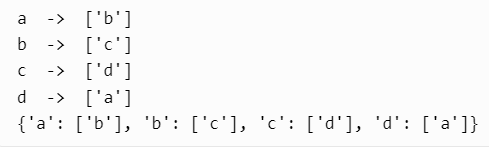 a  ->  ['b']
b  ->  ['c']
c  ->  ['d']
d  ->  ['a']
{'a': ['b'], 'b': ['c'], 'c': ['d'], 'd': ['a']}